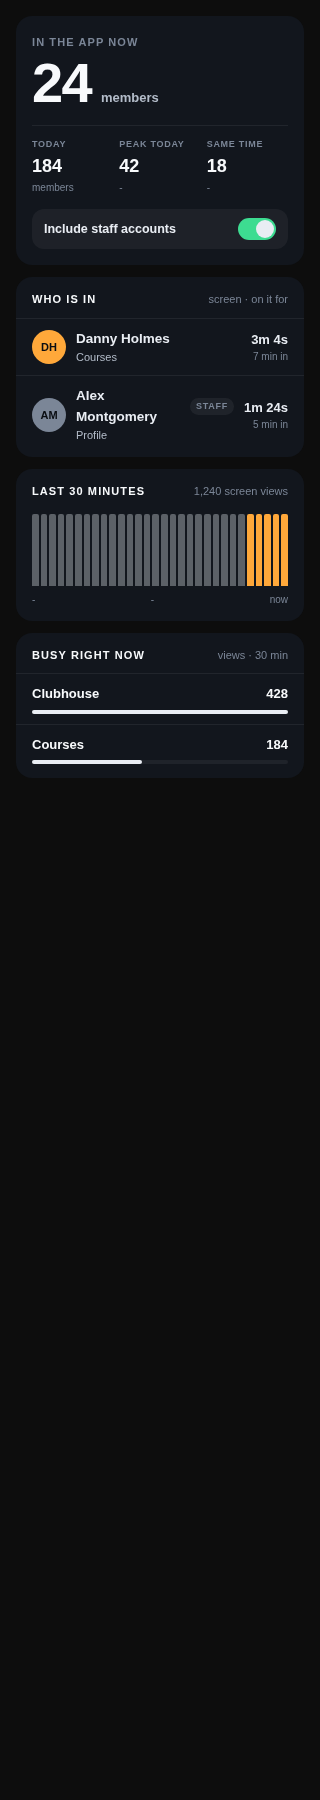 IN THE APP NOW
24 members
TODAY PEAK TODAY SAME TIME
184 42 18
members - -
Include staff accounts
WHO IS IN screen · on it for
DH Danny Holmes 3m 4s
Courses 7 min in
Alex
AM Montgomery STAFF 1m 24s
Profile 5 min in
LAST 30 MINUTES 1,240 screen views
- - now
BUSY RIGHT NOW views · 30 min
Clubhouse 428
Courses 184